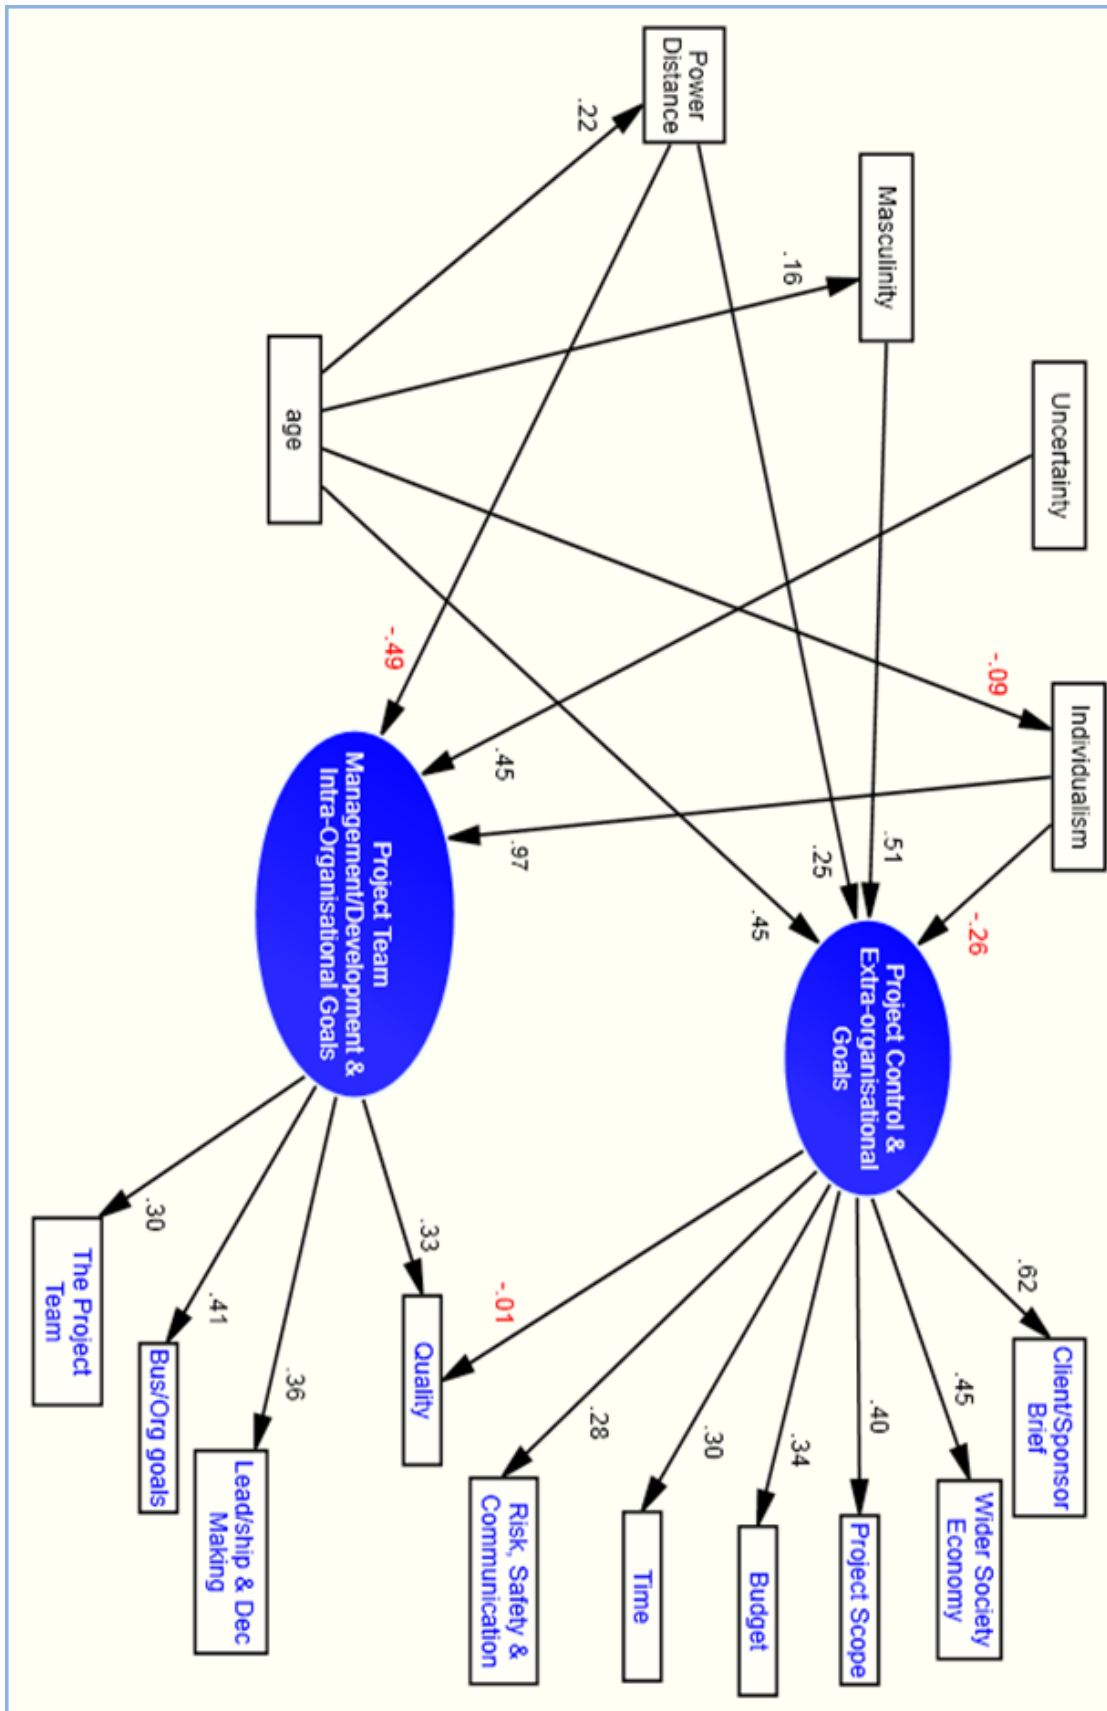 Uncertainty
Individualism
-.09
.62
Client/Sponsor
Brief
-.26
.45
Wider Society
Economy
Masculinity
.51
Project Control &
Extra-organisational
Goals
.40
Project Scope
.16
.25
.34
Budget
.45
.30
Time
Power
Distance
.28
Risk, Safety &
Communication
.22
.97
.45
-.01
Quality
.33
-.49
Project Team
Management/Development &
Intra-Organisational Goals
age
.36
Lead/ship & Dec
Making
.41
Bus/Org goals
.30
The Project
Team